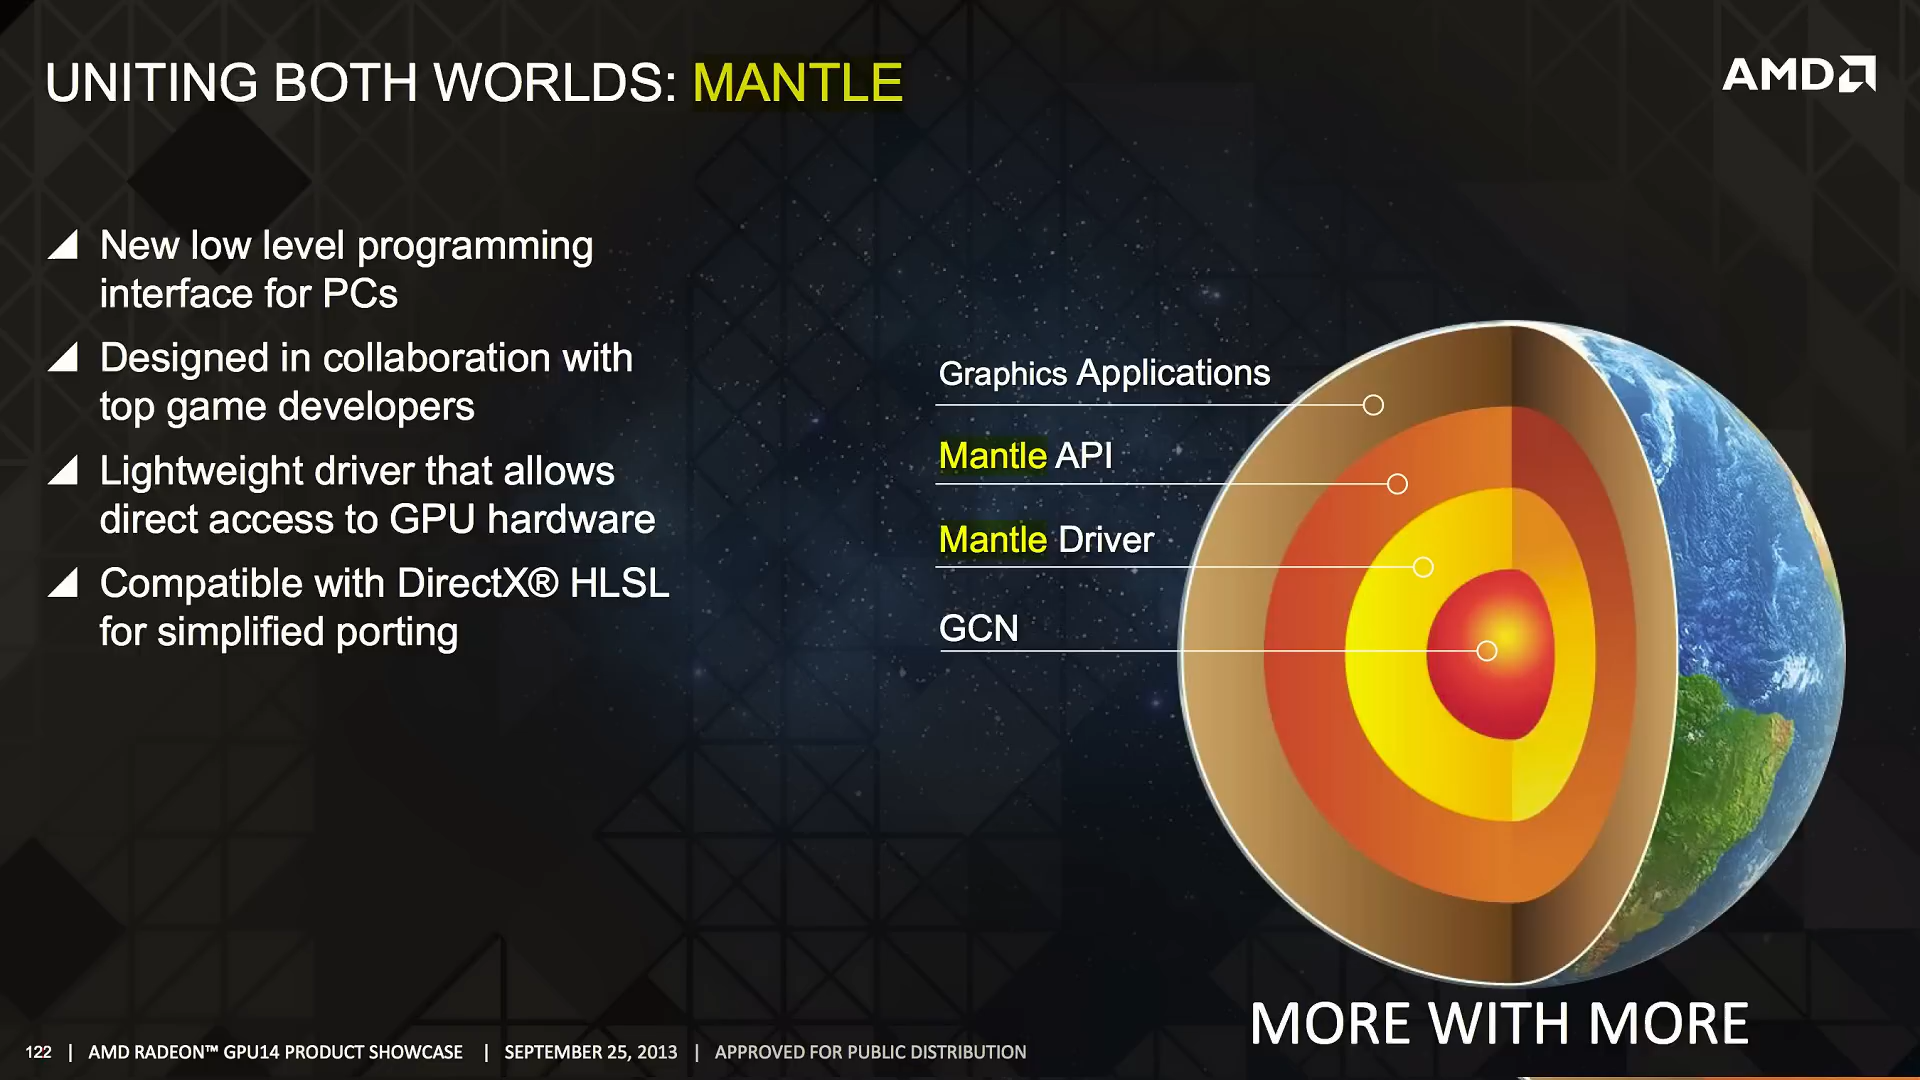 UNITING BOTH WORLDS: MANTLE
AMD
New low level programming
interface for PCs
Designed in collaboration with
top game developers
Lightweight driver that allows
direct access to GPU hardware
Compatible with DirectX® HLSL
for simplified porting
Graphics Applications
Mantle API
Mantle Driver
GCN
MORE WITH MORE
122 | AMD RADEON™ GPU14 PRODUCT SHOWCASE | SEPTEMBER 25, 2013 | APPROVED FOR PUBLIC DISTRIBUTION